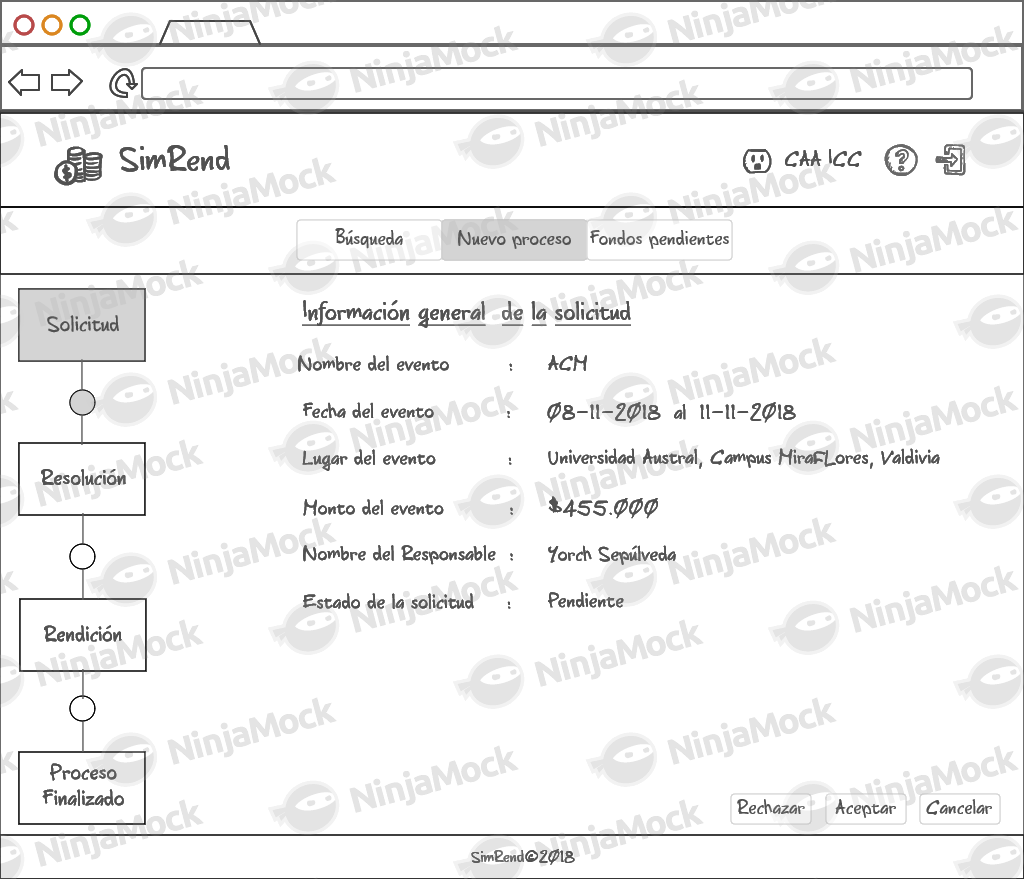 SimRend
CAA ICC
Búsqueda
Nuevo proceso
Fondos pendientes
Solicitud
Resolución
Rendición
Proceso
Finalizado
Información general de la solicitud
Nombre del evento : ACM
Fecha del evento : 08-11-2018 al 11-11-2018
Lugar del evento : Universidad Austral, Campus MiraFLores, Valdivia
Monto del evento : $455.000
Nombre del Responsable : Yorch Sepúlveda
Estado de la solicitud : Pendiente
Rechazar
Aceptar
Cancelar
SimRend©2018
NinjaMock